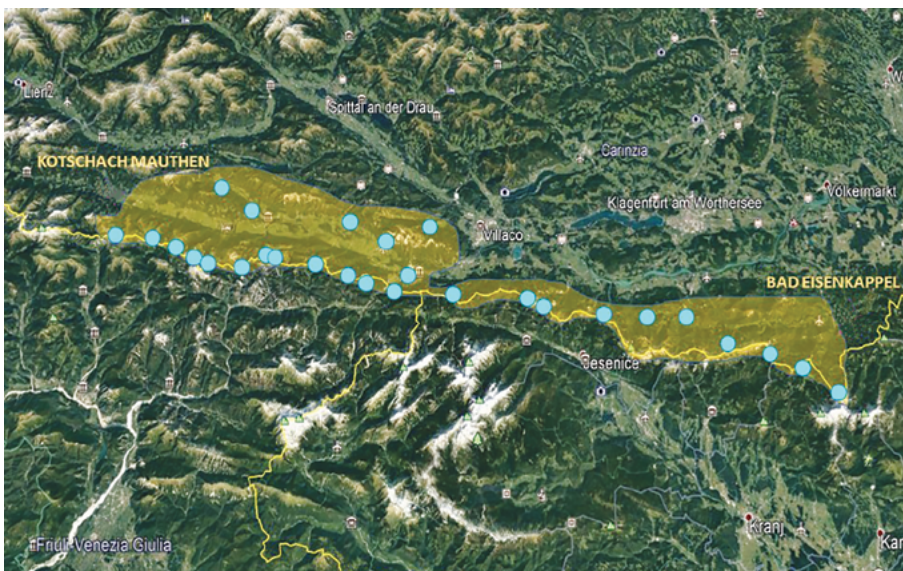 Lienz
Spittal an der Drau
KOTSCHACH MAUTHEN
Carinzia
Völkermarkt
Klagenfurt am Wörthersee
Villaco
BAD EISENKAPPEL
Jesenice
Kranj
Friuli-Venezia Giulia